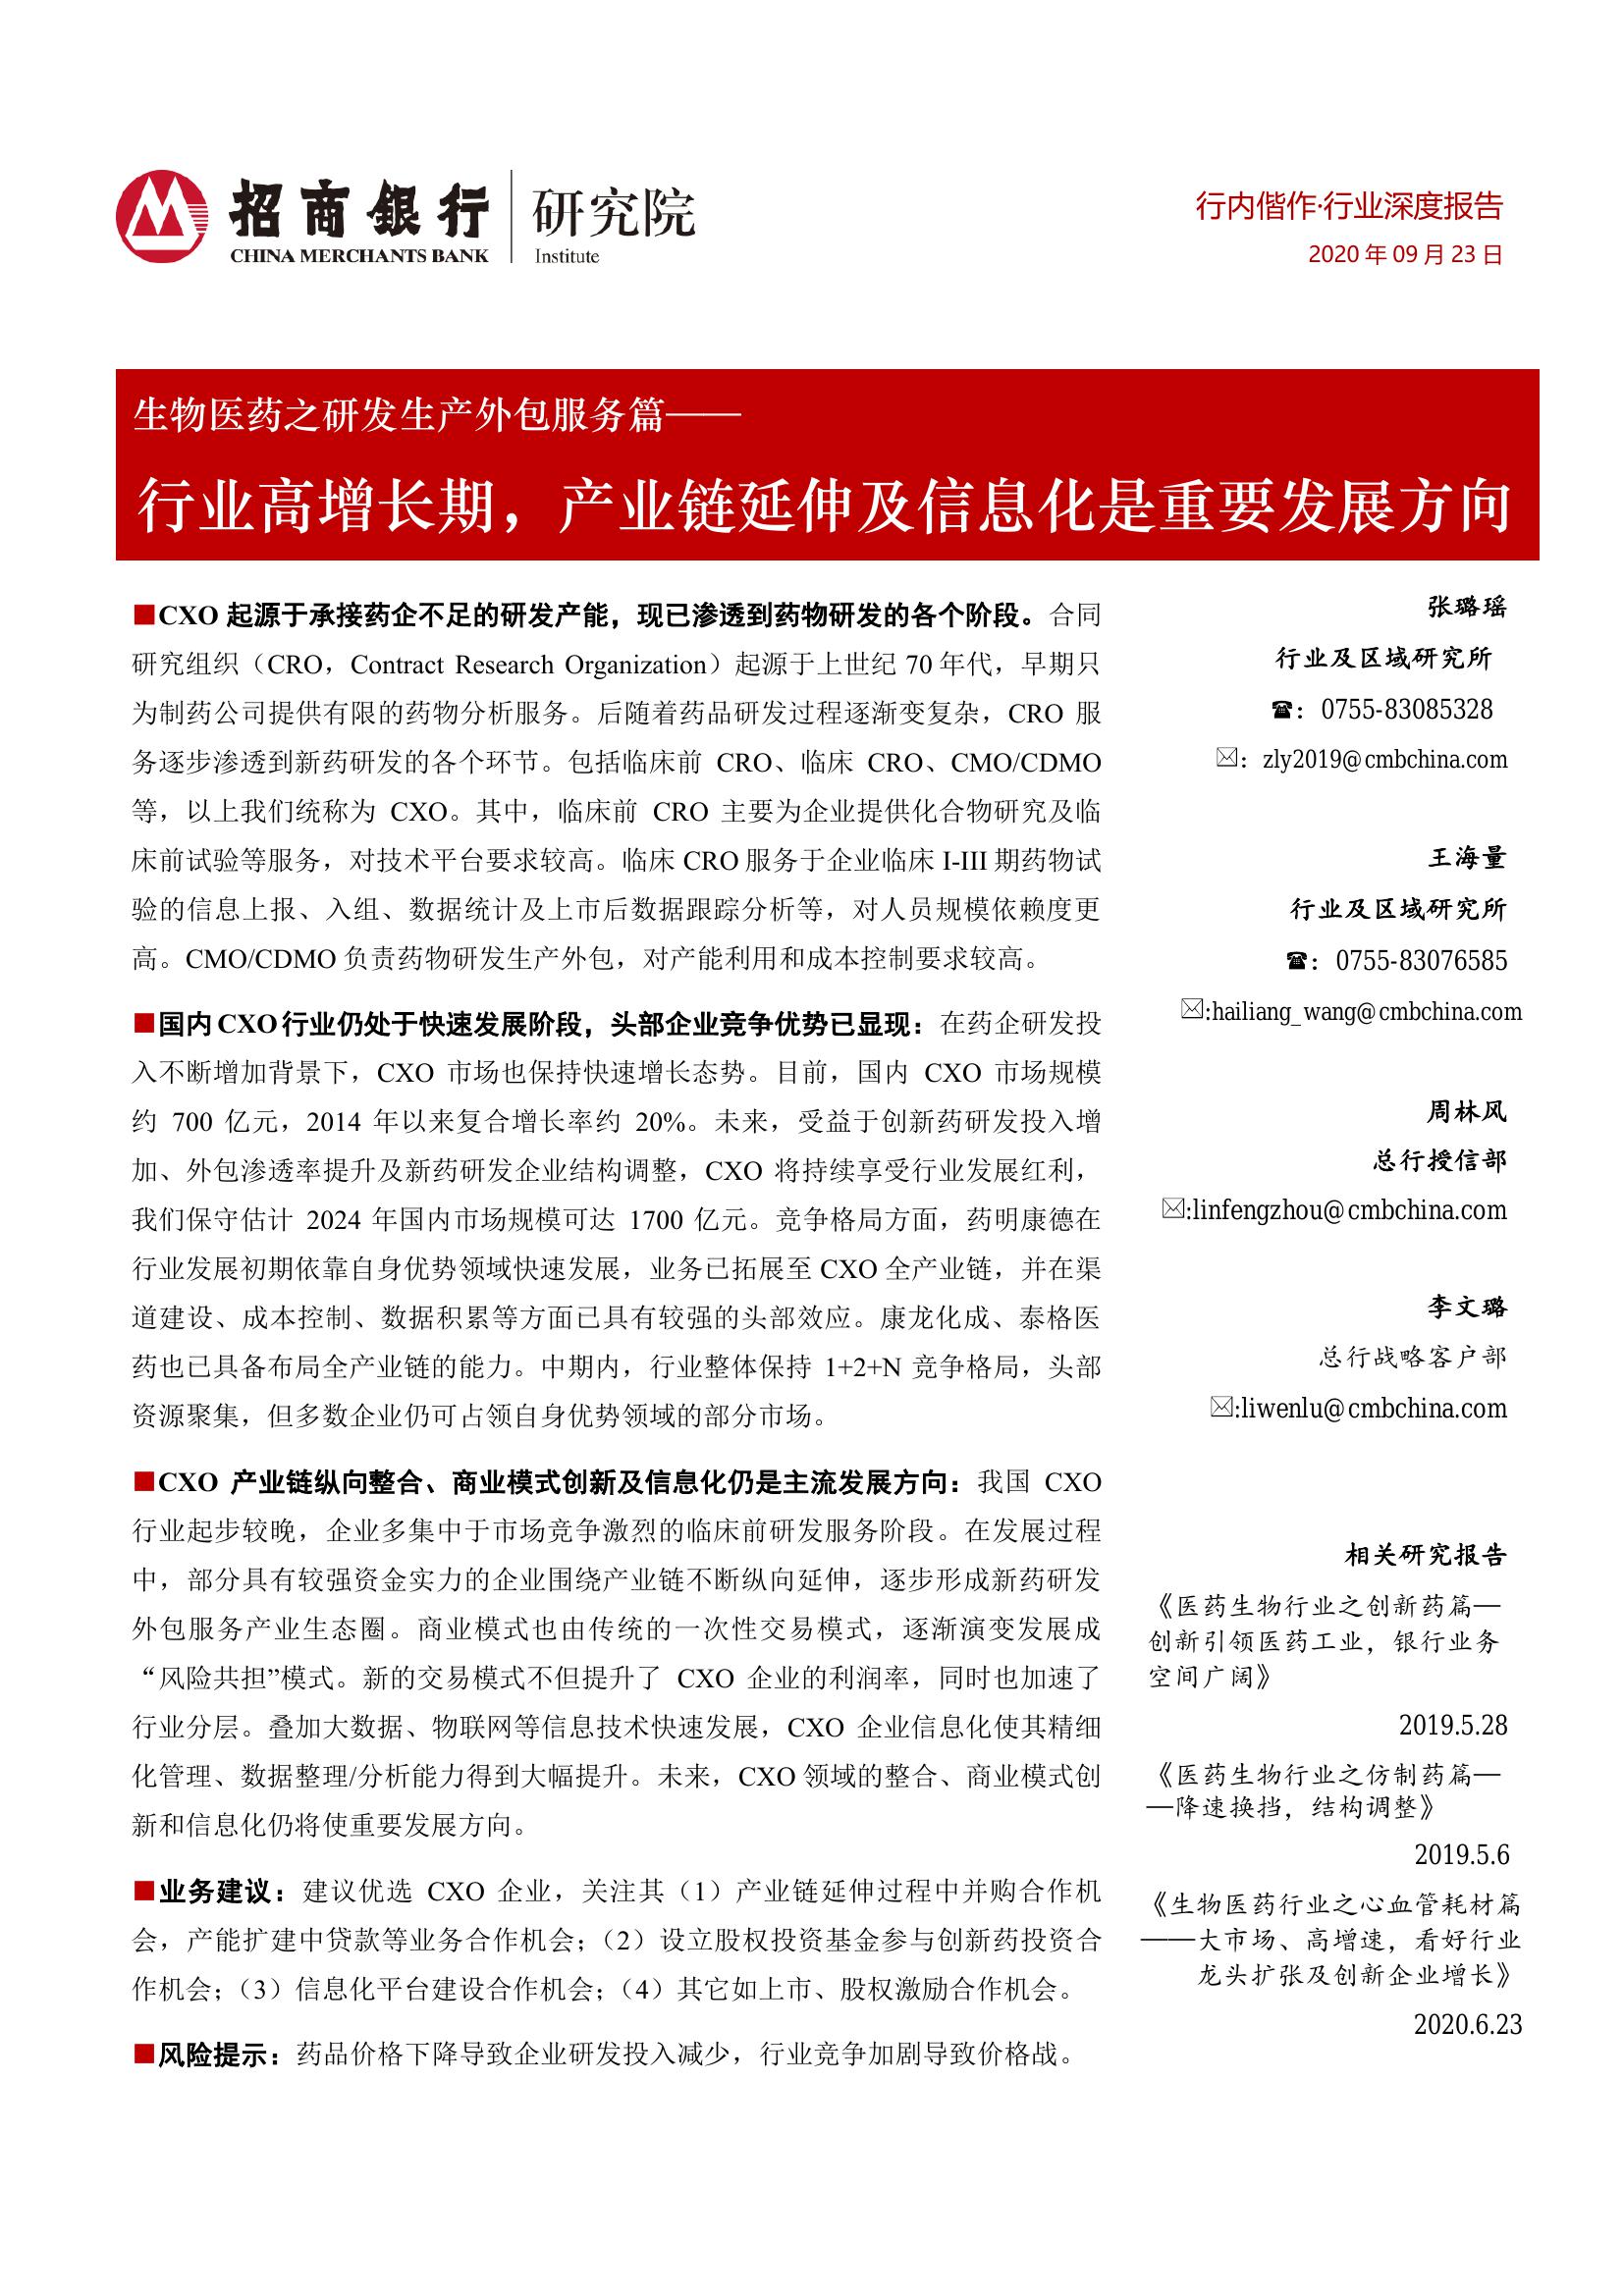 招商银行
CHINA MERCHANTS BANK
研究院
Institute
行内偕作·行业深度报告
2020 年 09 月 23 日
生物医药之研发生产外包服务篇——
行业高增长期，产业链延伸及信息化是重要发展方向
■CXO 起源于承接药企不足的研发产能，现已渗透到药物研发的各个阶段。合同
研究组织（CRO，Contract Research Organization）起源于上世纪 70 年代，早期只
为制药公司提供有限的药物分析服务。后随着药品研发过程逐渐变复杂，CRO 服
务逐步渗透到新药研发的各个环节。包括临床前 CRO、临床 CRO、CMO/CDMO
等，以上我们统称为 CXO。其中，临床前 CRO 主要为企业提供化合物研究及临
床前试验等服务，对技术平台要求较高。临床 CRO 服务于企业临床 I-III 期药物试
验的信息上报、入组、数据统计及上市后数据跟踪分析等，对人员规模依赖度更
高。CMO/CDMO 负责药物研发生产外包，对产能利用和成本控制要求较高。
■国内 CXO 行业仍处于快速发展阶段，头部企业竞争优势已显现：在药企研发投
入不断增加背景下，CXO 市场也保持快速增长态势。目前，国内 CXO 市场规模
约 700 亿元，2014 年以来复合增长率约 20%。未来，受益于创新药研发投入增
加、外包渗透率提升及新药研发企业结构调整，CXO 将持续享受行业发展红利，
我们保守估计 2024 年国内市场规模可达 1700 亿元。竞争格局方面，药明康德在
行业发展初期依靠自身优势领域快速发展，业务已拓展至 CXO 全产业链，并在渠
道建设、成本控制、数据积累等方面已具有较强的头部效应。康龙化成、泰格医
药也已具备布局全产业链的能力。中期内，行业整体保持 1+2+N 竞争格局，头部
资源聚集，但多数企业仍可占领自身优势领域的部分市场。
■CXO 产业链纵向整合、商业模式创新及信息化仍是主流发展方向：我国 CXO
行业起步较晚，企业多集中于市场竞争激烈的临床前研发服务阶段。在发展过程
中，部分具有较强资金实力的企业围绕产业链不断纵向延伸，逐步形成新药研发
外包服务产业生态圈。商业模式也由传统的一次性交易模式，逐渐演变发展成
“风险共担”模式。新的交易模式不但提升了 CXO 企业的利润率，同时也加速了
行业分层。叠加大数据、物联网等信息技术快速发展，CXO 企业信息化使其精细
化管理、数据整理/分析能力得到大幅提升。未来，CXO 领域的整合、商业模式创
新和信息化仍将使重要发展方向。
■业务建议：建议优选 CXO 企业，关注其（1）产业链延伸过程中并购合作机
会，产能扩建中贷款等业务合作机会；（2）设立股权投资基金参与创新药投资合
作机会；（3）信息化平台建设合作机会；（4）其它如上市、股权激励合作机会。
■风险提示：药品价格下降导致企业研发投入减少，行业竞争加剧导致价格战。
张璐瑶
行业及区域研究所
☎：0755-83085328
✉：zly2019@cmbchina.com
王海量
行业及区域研究所
☎：0755-83076585
✉:hailiang_wang@cmbchina.com
周林风
总行授信部
✉:linfengzhou@cmbchina.com
李文璐
总行战略客户部
✉:liwenlu@cmbchina.com
相关研究报告
《医药生物行业之创新药篇—
创新引领医药工业，银行业务
空间广阔》
2019.5.28
《医药生物行业之仿制药篇—
—降速换挡，结构调整》
2019.5.6
《生物医药行业之心血管耗材篇
——大市场、高增速，看好行业
龙头扩张及创新企业增长》
2020.6.23